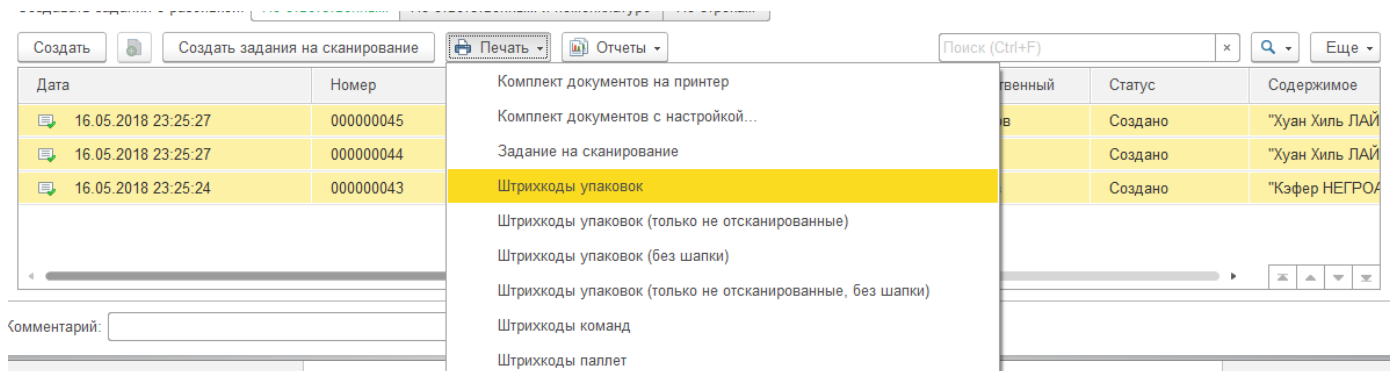 Создать Создать задания на сканирование Печать Отчеты Поиск (Ctrl+F) × Еще
Дата Номер твенный Статус Содержимое
16.05.2018 23:25:27 000000045 ов Создано "Хуан Хиль ЛАЙ
16.05.2018 23:25:27 000000044 Создано "Хуан Хиль ЛАЙ
16.05.2018 23:25:24 000000043 Создано "Кэфер НЕГРОА
Комплект документов на принтер
Комплект документов с настройкой...
Задание на сканирование
Штрихкоды упаковок
Штрихкоды упаковок (только не отсканированные)
Штрихкоды упаковок (без шапки)
Штрихкоды упаковок (только не отсканированные, без шапки)
Штрихкоды команд
Штрихкоды паллет
Комментарий: